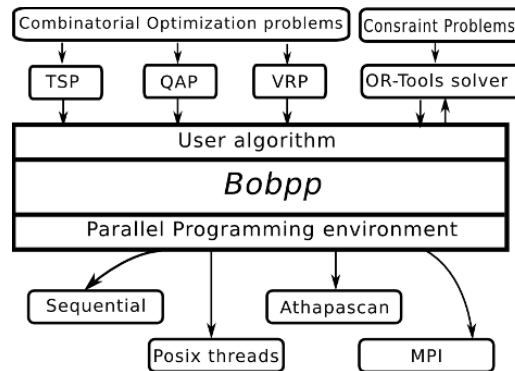 Combinatorial Optimization problems
Consraint Problems
TSP
QAP
VRP
OR-Tools solver
User algorithm
Bobpp
Parallel Programming environment
Sequential
Athapascan
Posix threads
MPI